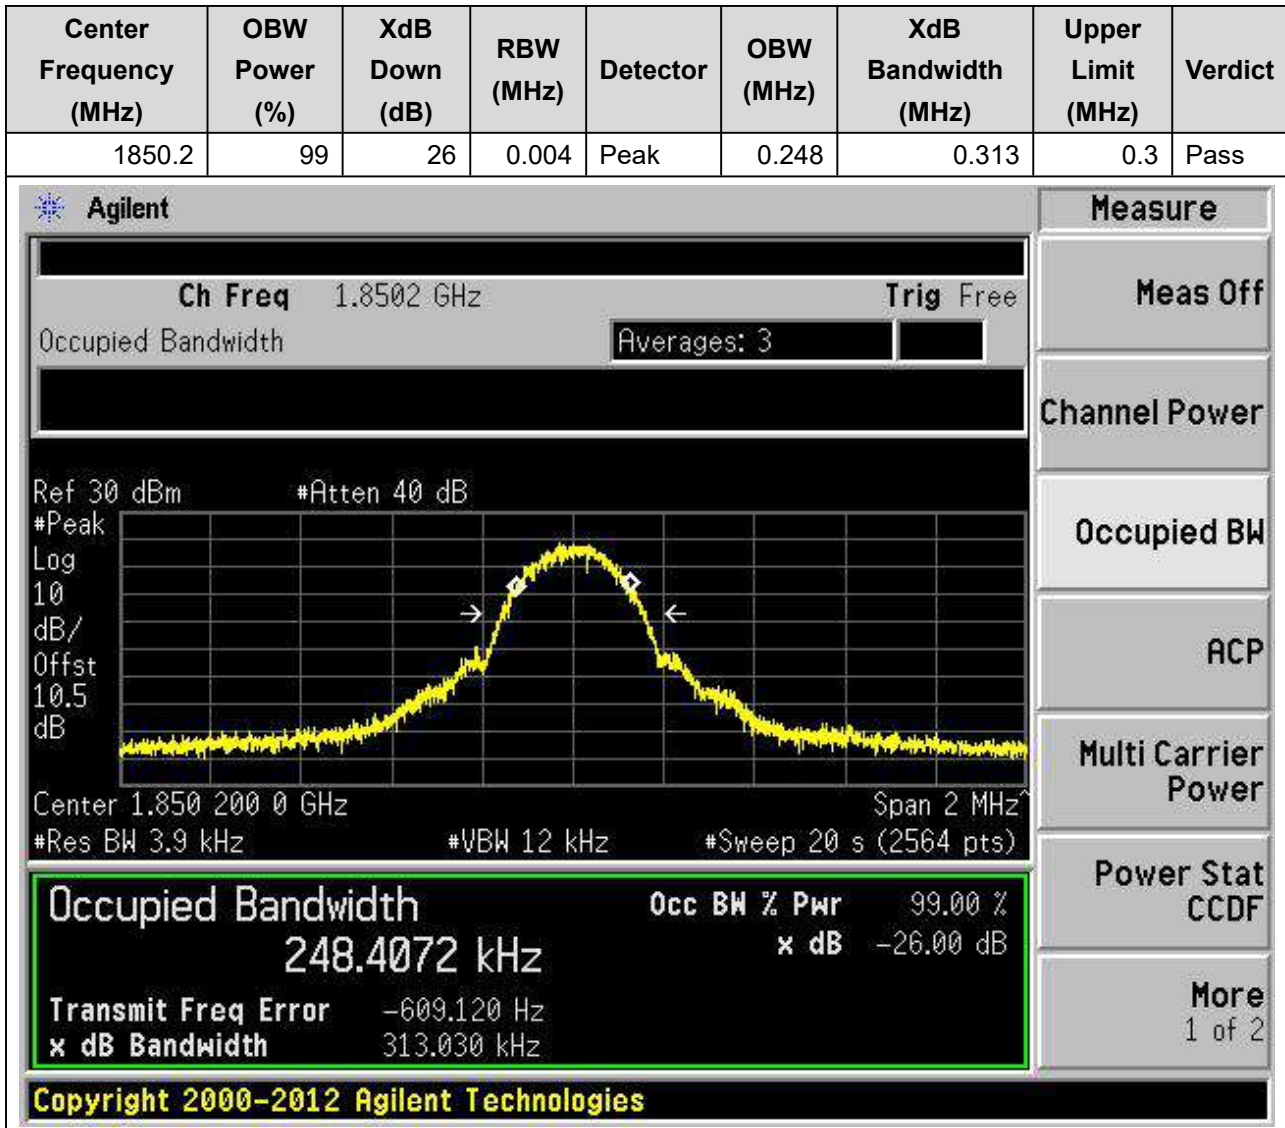 Center Frequency (MHz) OBW Power (%) XdB Down (dB) RBW (MHz) Detector OBW (MHz) XdB Bandwidth (MHz) Upper Limit (MHz) Verdict
1850.2 99 26 0.004 Peak 0.248 0.313 0.3 Pass
Agilent
Measure
Ch Freq 1.8502 GHz Trig Free
Meas Off
Occupied Bandwidth Averages: 3
Channel Power
Ref 30 dBm #Atten 40 dB
#Peak
Log
10
dB/
Offst
10.5
dB
Occupied BW
ACP
Multi Carrier
Power
Center 1.850 200 0 GHz Span 2 MHz^
#Res BW 3.9 kHz #VBW 12 kHz #Sweep 20 s (2564 pts)
Power Stat
CCDF
Occupied Bandwidth Occ BW % Pwr 99.00 %
248.4072 kHz x dB -26.00 dB
Transmit Freq Error -609.120 Hz
x dB Bandwidth 313.030 kHz
More
1 of 2
Copyright 2000-2012 Agilent Technologies